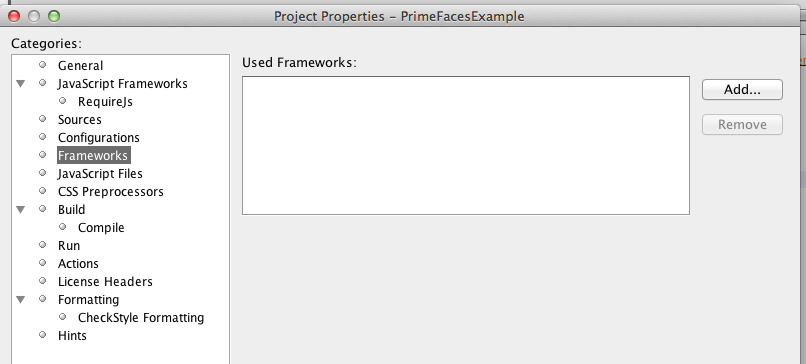 Project Properties – PrimeFacesExample
Categories:
General
JavaScript Frameworks
RequireJs
Sources
Configurations
Frameworks
JavaScript Files
CSS Preprocessors
Build
Compile
Run
Actions
License Headers
Formatting
CheckStyle Formatting
Hints
Used Frameworks:
Add...
Remove